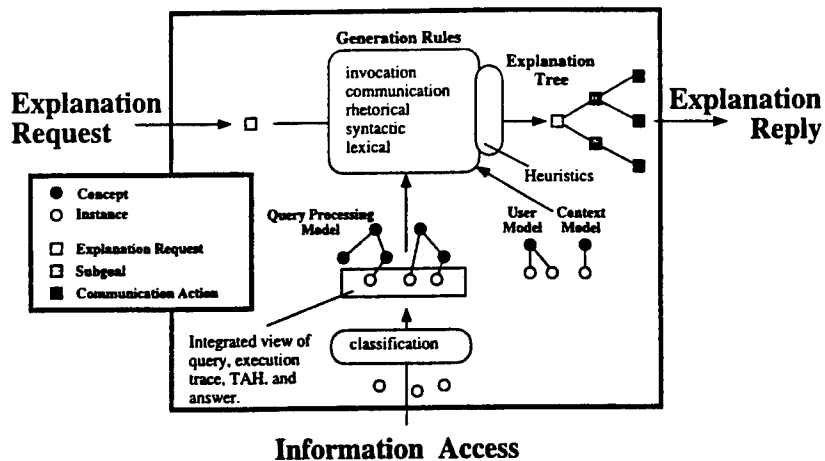 Generation Rules
invocation
communication
rhetorical
syntactic
lexical
Explanation
Tree
Explanation
Request
Explanation
Reply
Heuristics
Concept
Instance
Explanation Request
Subgoal
Communication Action
Query Processing
Model
User
Model
Context
Model
Integrated view of
query, execution
trace, TAH, and
answer.
classification
Information Access